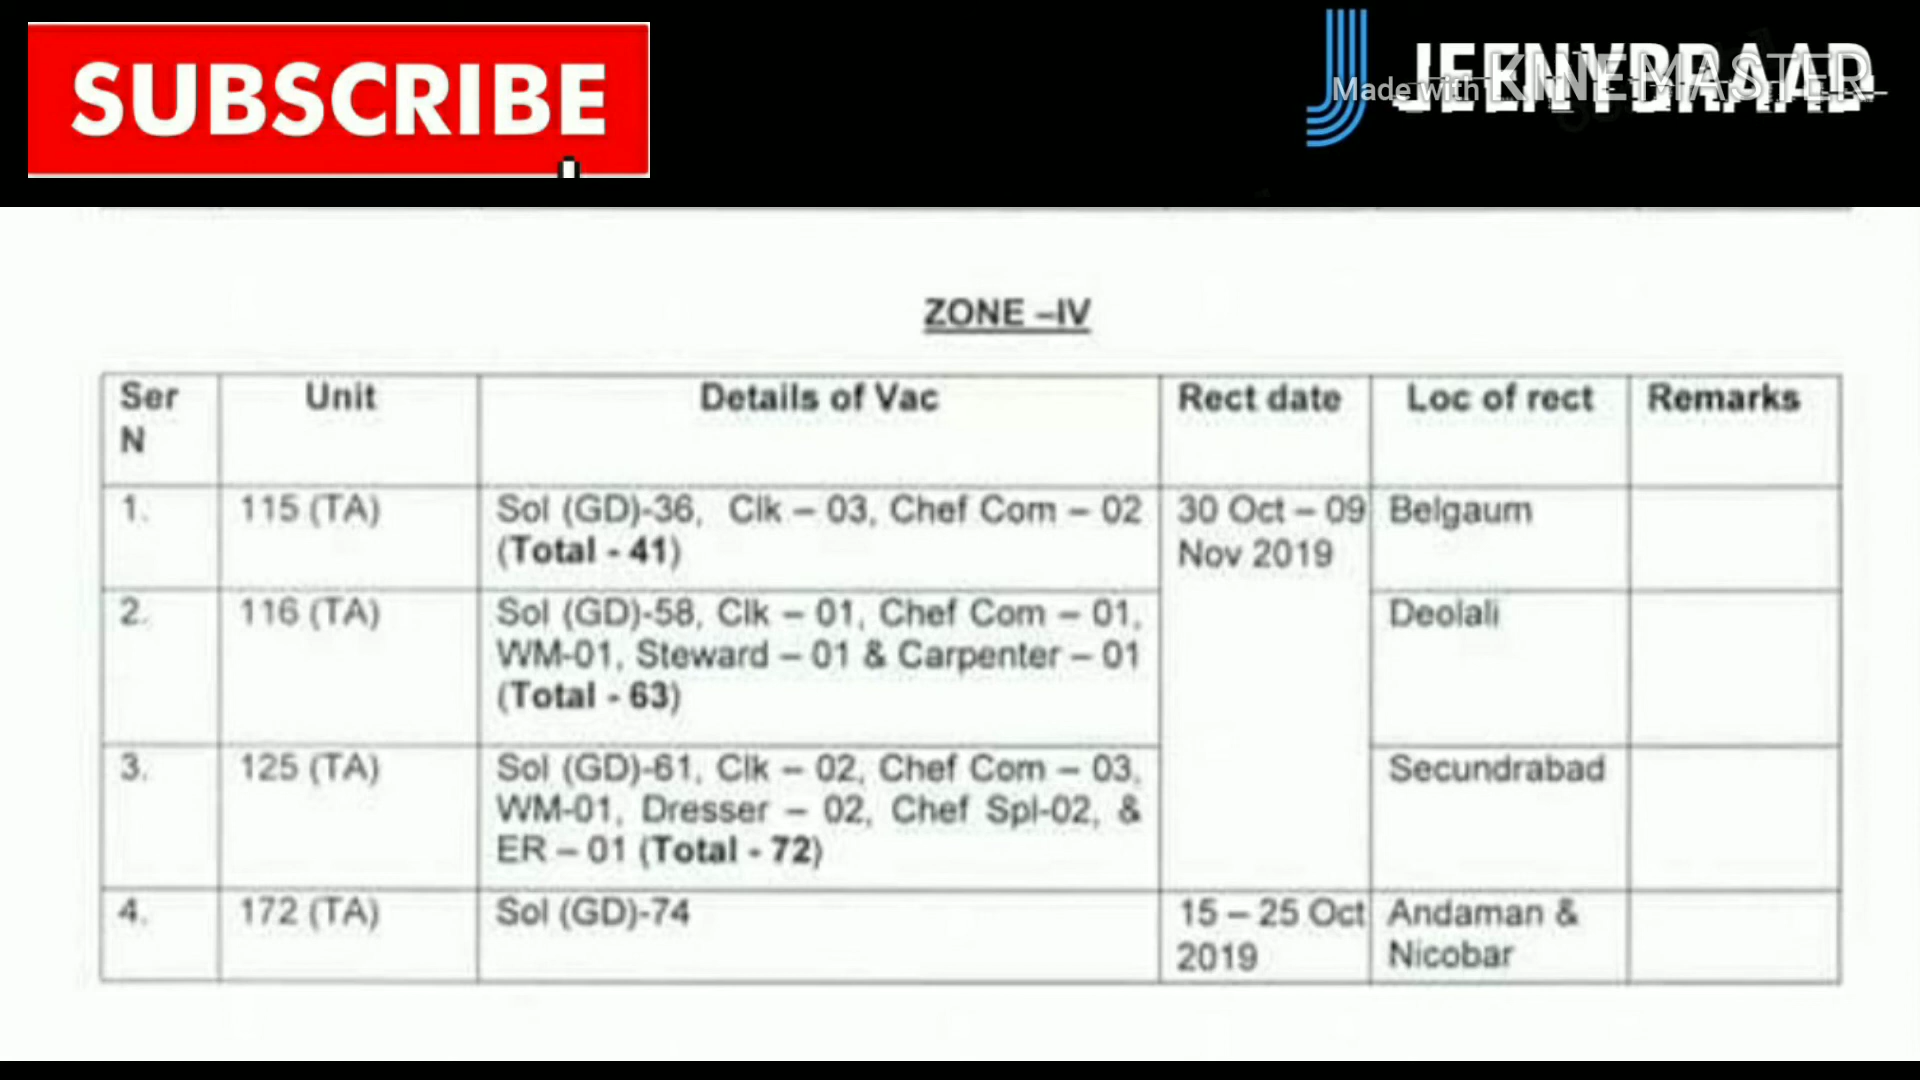 SUBSCRIBE
JEENYBRAAD
Made with KINEMASTER
ZONE –IV
Ser N Unit Details of Vac Rect date Loc of rect Remarks
1. 115 (TA) Sol (GD)-36, Clk – 03, Chef Com – 02 30 Oct – 09 Belgaum
(Total - 41) Nov 2019
2. 116 (TA) Sol (GD)-58, Clk – 01, Chef Com – 01, Deolali
WM-01, Steward – 01 & Carpenter – 01
(Total - 63)
3. 125 (TA) Sol (GD)-61, Clk – 02, Chef Com – 03, Secundrabad
WM-01, Dresser – 02, Chef Spl-02, &
ER – 01 (Total - 72)
4. 172 (TA) Sol (GD)-74 15 – 25 Oct Andaman &
2019 Nicobar